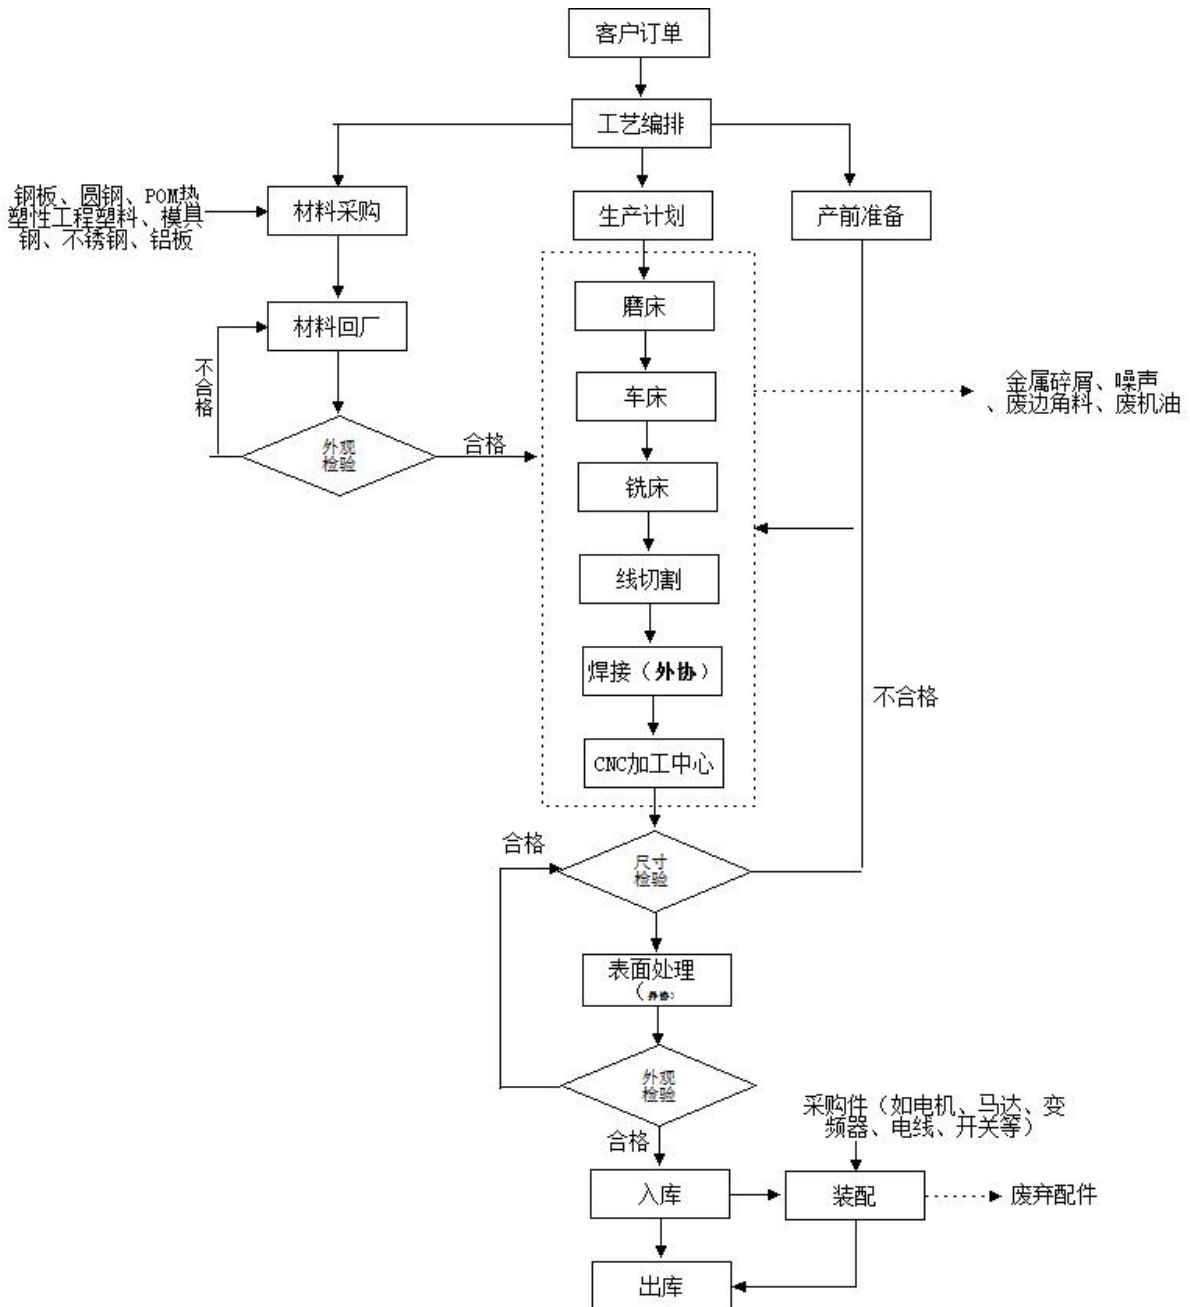 客户订单
工艺编排
钢板、圆钢、POM热
塑性工程塑料、模具
钢、不锈钢、铝板
材料采购
生产计划
产前准备
材料回厂
磨床
不合格
车床
金属碎屑、噪声
、废边角料、废机油
外观
检验
合格
铣床
线切割
焊接（外协）
不合格
CNC加工中心
合格
尺寸
检验
表面处理
（外协）
外观
检验
采购件（如电机、马达、变
频器、电线、开关等）
合格
入库
装配
废弃配件
出库